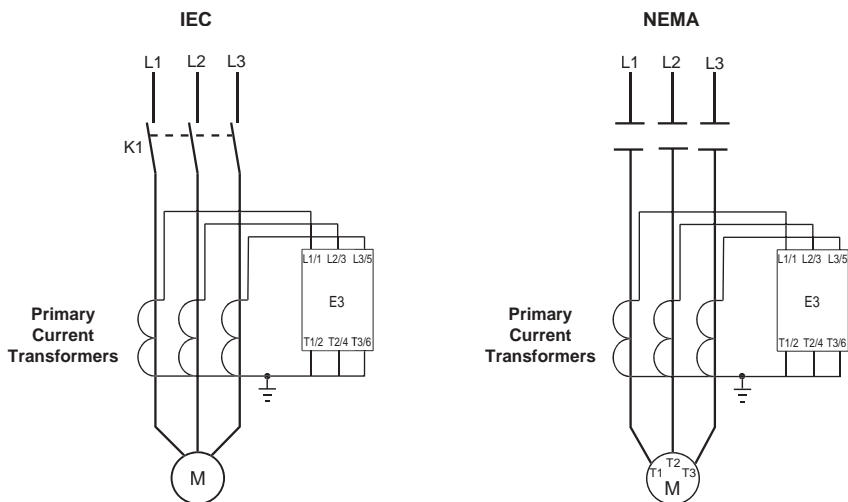 IEC
L1 L2 L3
K1
L1/1 L2/3 L3/5
E3
T1/2 T2/4 T3/6
Primary
Current
Transformers
M
NEMA
L1 L2 L3
L1/1 L2/3 L3/5
E3
T1/2 T2/4 T3/6
Primary
Current
Transformers
T1 T2 T3
M